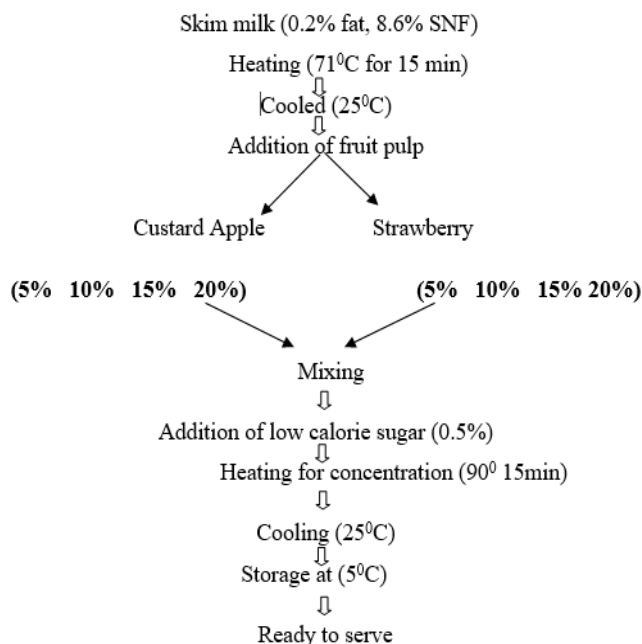 Skim milk (0.2% fat, 8.6% SNF)
Heating (71⁰C for 15 min)
Cooled (25⁰C)
Addition of fruit pulp
Custard Apple Strawberry
(5% 10% 15% 20%) (5% 10% 15% 20%)
Mixing
Addition of low calorie sugar (0.5%)
Heating for concentration (90⁰ 15min)
Cooling (25⁰C)
Storage at (5⁰C)
Ready to serve